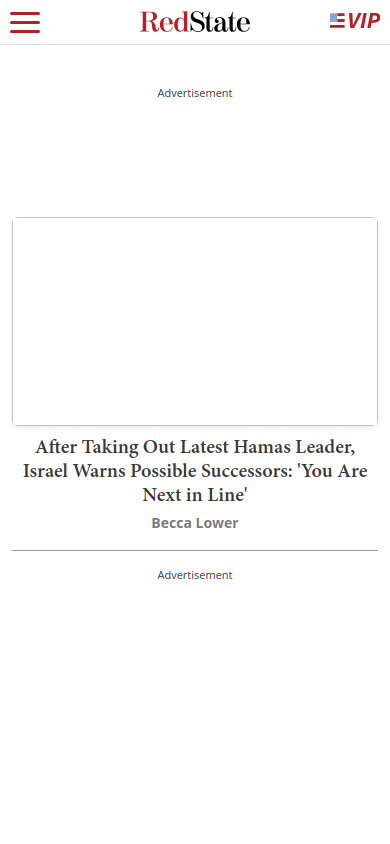 RedState
VIP
Advertisement
After Taking Out Latest Hamas Leader,
Israel Warns Possible Successors: 'You Are
Next in Line'
Becca Lower
Advertisement